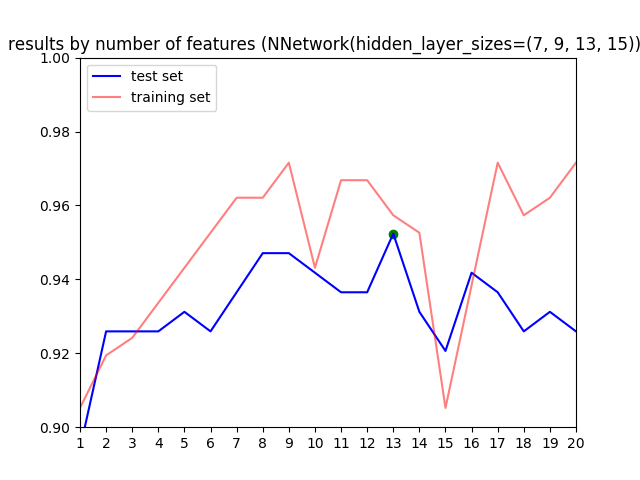 results by number of features (NNetwork(hidden_layer_sizes=(7, 9, 13, 15))
1.00
test set
training set
0.98
0.96
0.94
0.92
0.90
1 2 3 4 5 6 7 8 9 10 11 12 13 14 15 16 17 18 19 20